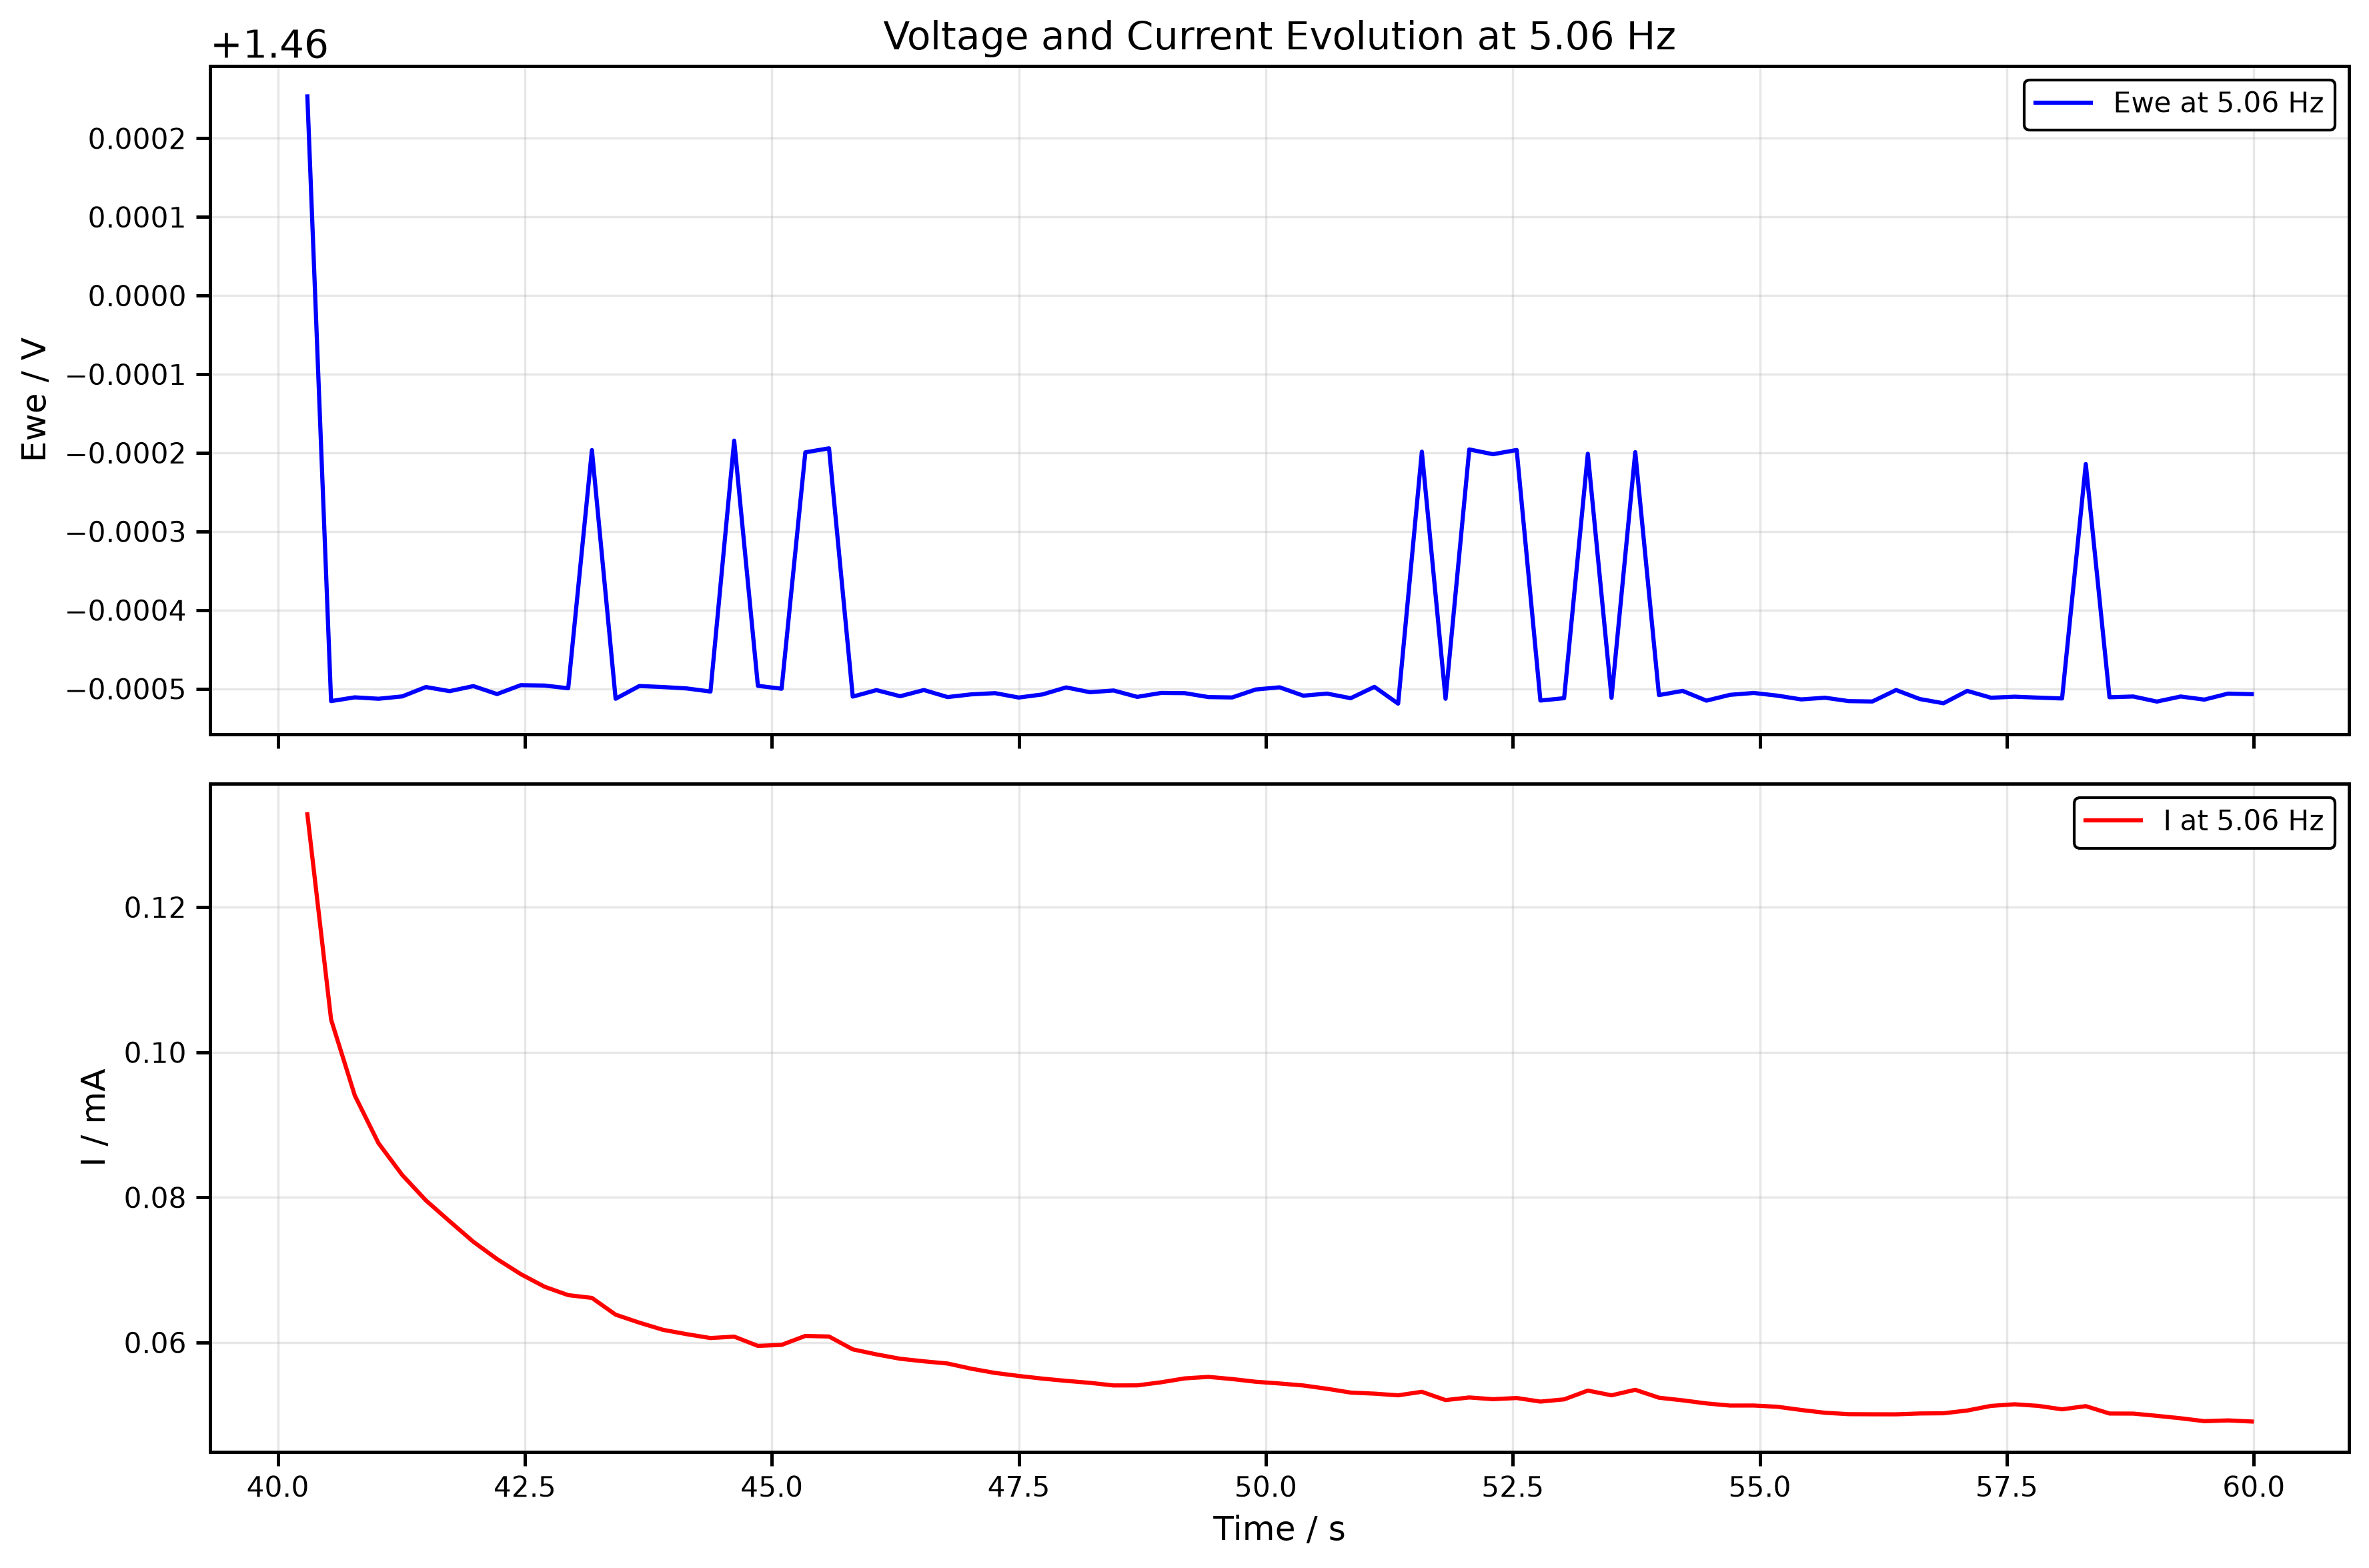 Voltage and Current Evolution at 5.06 Hz
+1.46
Ewe at 5.06 Hz
0.0002
0.0001
0.0000
−0.0001
−0.0002
−0.0003
−0.0004
−0.0005
Ewe / V
I at 5.06 Hz
0.12
0.10
0.08
0.06
I / mA
40.0 42.5 45.0 47.5 50.0 52.5 55.0 57.5 60.0
Time / s